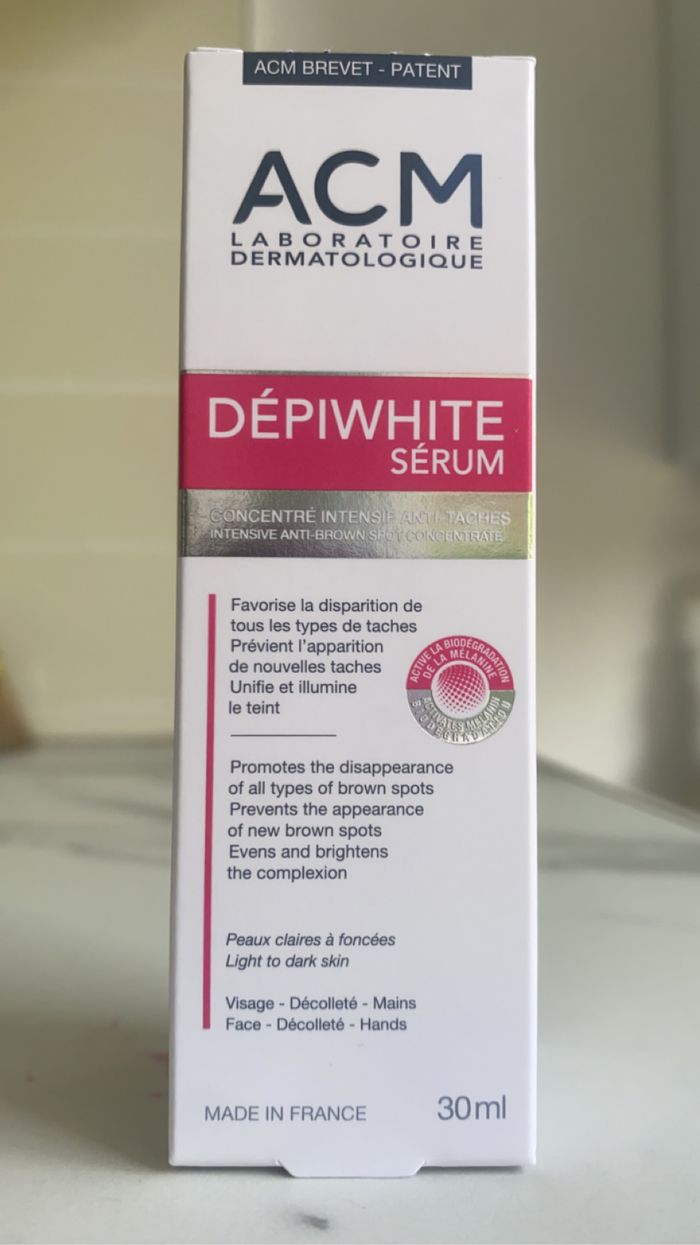 ACM BREVET - PATENT
ACM
LABORATOIRE
DERMATOLOGIQUE
DÉPIWHITE
SÉRUM
CONCENTRÉ INTENSIF ANTI-TACHES
INTENSIVE ANTI-BROWN SPOT CONCENTRATE
Favorise la disparition de
tous les types de taches
Prévient l'apparition
de nouvelles taches
Unifie et illumine
le teint
ACTIVE LA BIODÉGRADATION
DE LA MÉLANINE
ACTIVATES MELANIN
BIODEGRADATION
Promotes the disappearance
of all types of brown spots
Prevents the appearance
of new brown spots
Evens and brightens
the complexion
Peaux claires à foncées
Light to dark skin
Visage - Décolleté - Mains
Face - Décolleté - Hands
MADE IN FRANCE
30ml